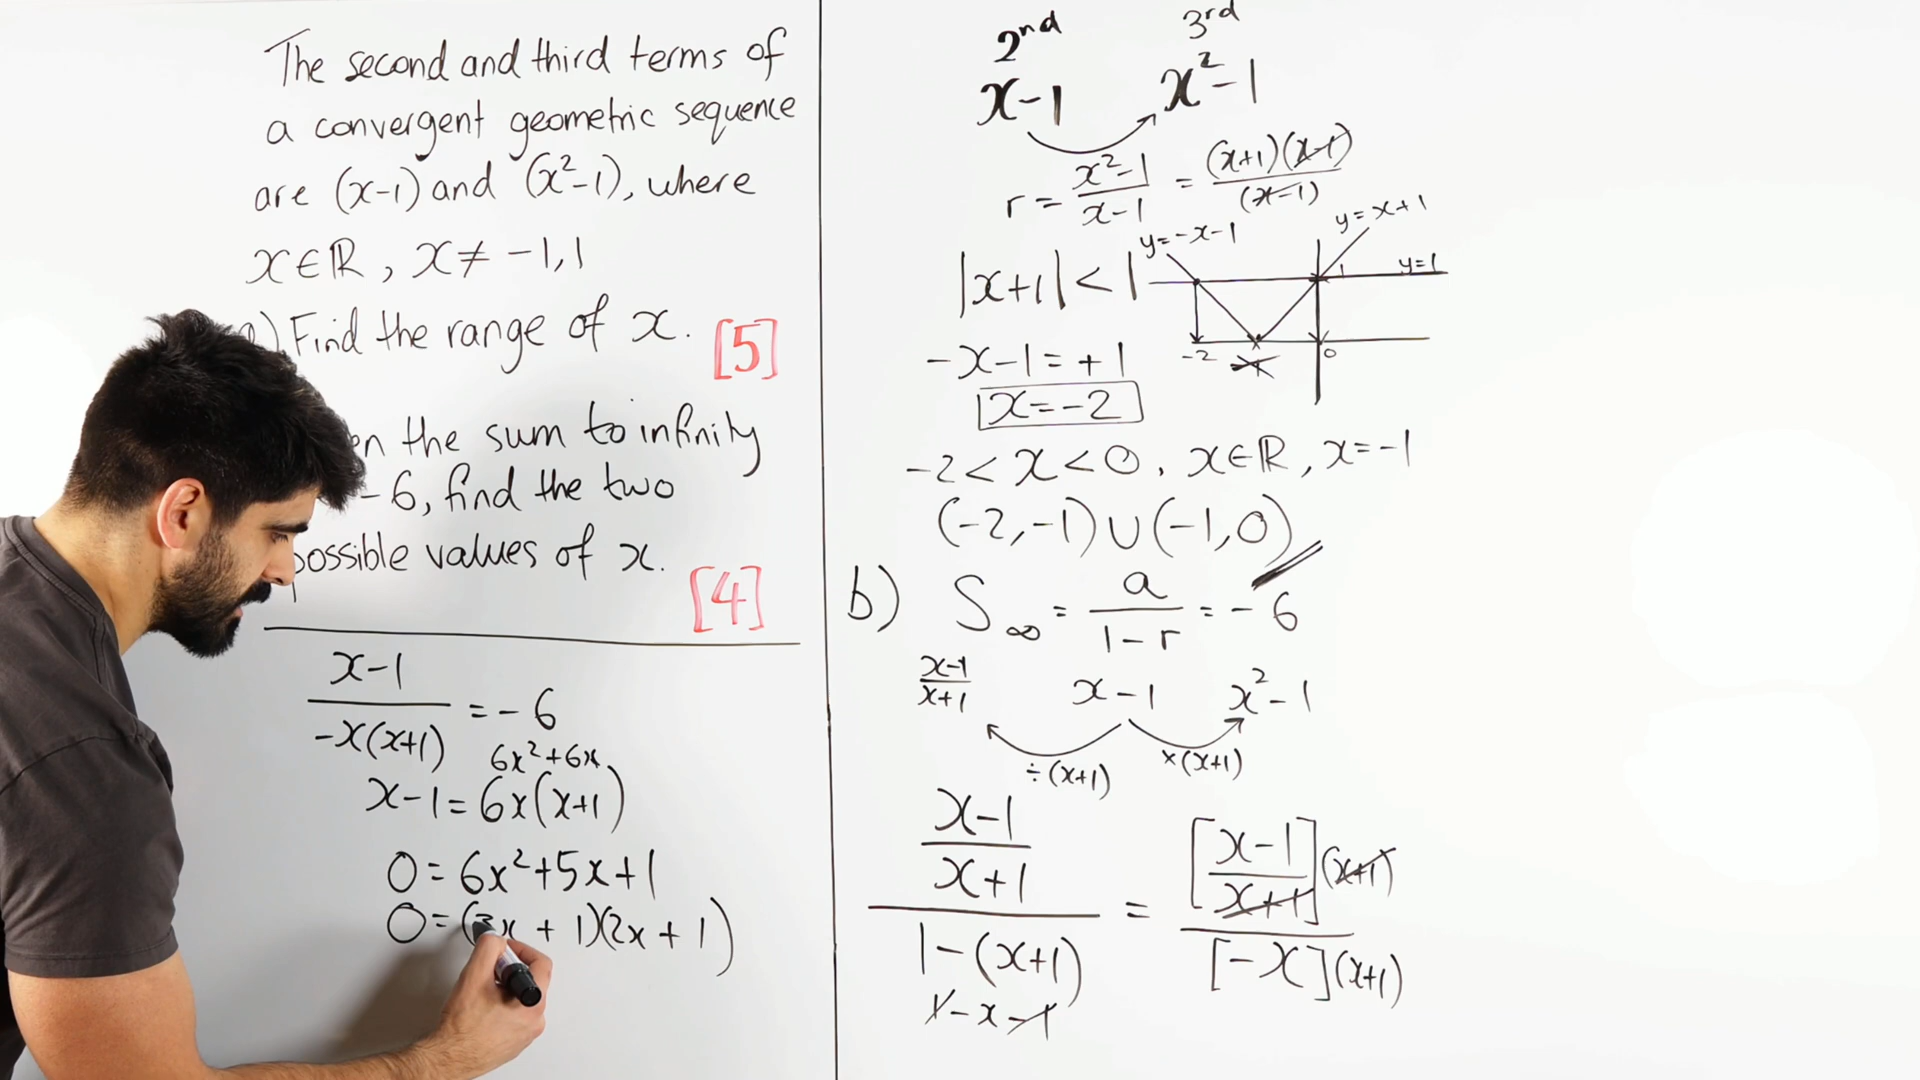 The second and third terms of
a convergent geometric sequence
are (x-1) and (x²-1), where
x∈ℝ, x≠ -1,1
) Find the range of x. [5]
the sum to infinity
-6, find the two
possible values of x. [4]
x-1
-x(x+1)
= -6
6x²+6x
x-1 = 6x(x+1)
0 = 6x²+5x+1
0 = (3x + 1)(2x + 1)
2nd 3rd
x-1 x²-1
r = x²-1 / x-1 = (x+1)(x-1) / (x-1)
y=-x-1
y=x+1
|x+1| < 1
1
y=1
-2
-1
0
-x-1 = +1
x=-2
-2 < x < 0, x∈ℝ, x=-1
(-2,-1)∪(-1,0)
b) S∞ = a / 1-r = -6
x-1 / x+1
x-1
x²-1
÷(x+1)
×(x+1)
x-1 / x+1
1-(x+1)
1-x-1
= [x-1 / x+1](x+1)
[-x](x+1)